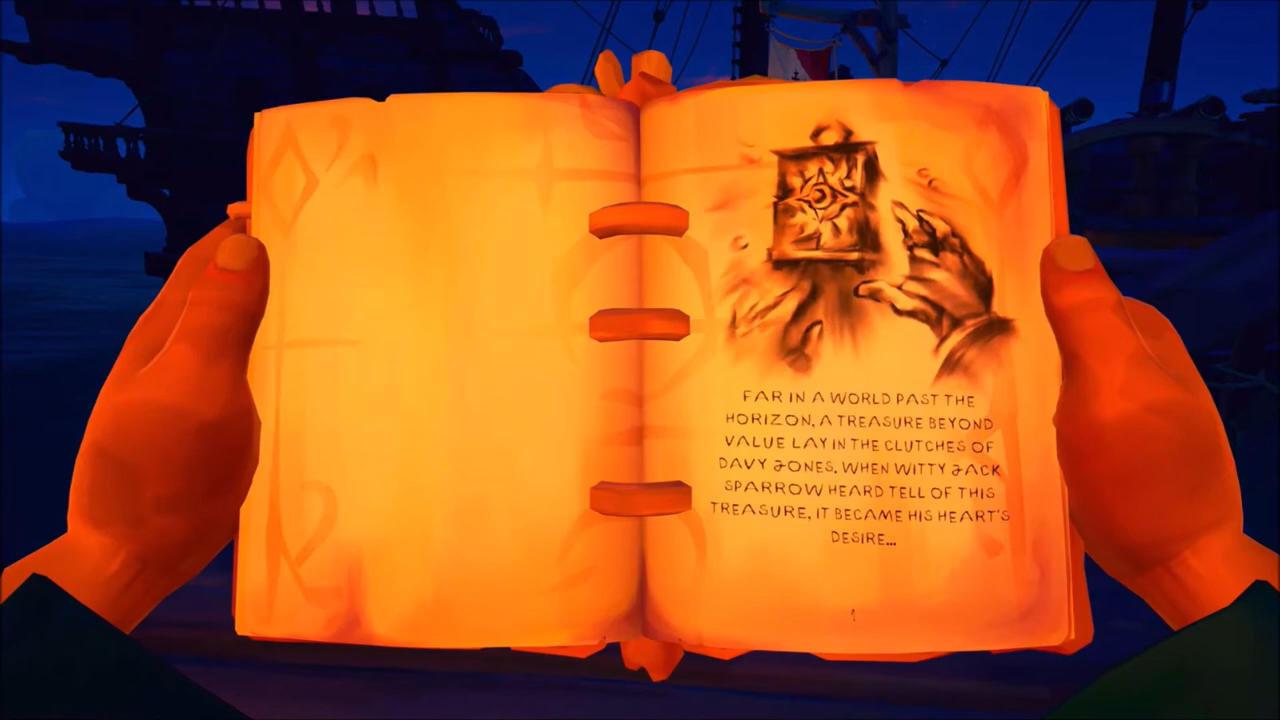 FAR IN A WORLD PAST THE
HORIZON, A TREASURE BEYOND
VALUE LAY IN THE CLUTCHES OF
DAVY JONES. WHEN WITTY JACK
SPARROW HEARD TELL OF THIS
TREASURE, IT BECAME HIS HEART'S
DESIRE...
1